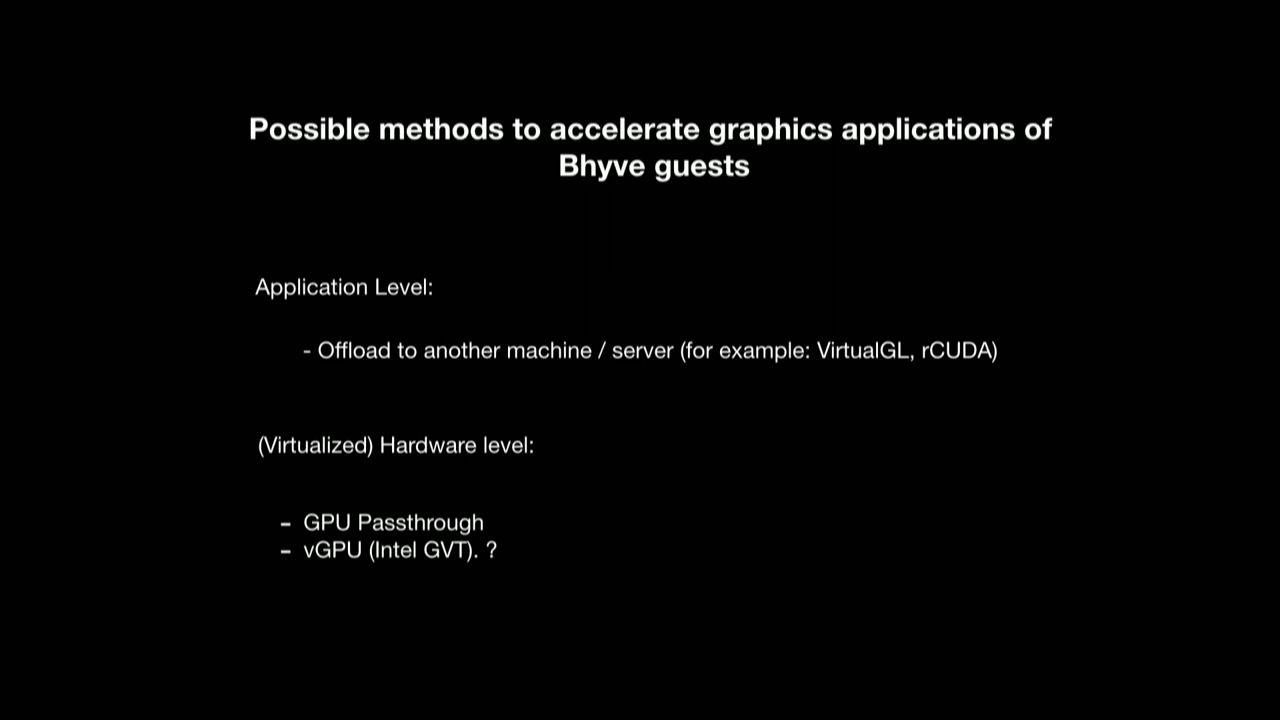 Possible methods to accelerate graphics applications of
Bhyve guests
Application Level:
- Offload to another machine / server (for example: VirtualGL, rCUDA)
(Virtualized) Hardware level:
– GPU Passthrough
– vGPU (Intel GVT). ?